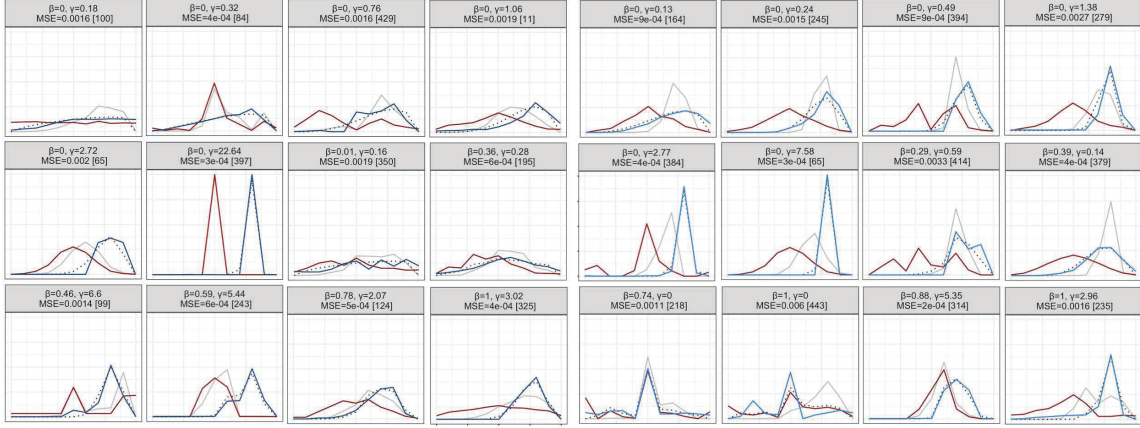 β=0, γ=0.18
MSE=0.0016 [100]
β=0, γ=0.32
MSE=4e-04 [84]
β=0, γ=0.76
MSE=0.0016 [429]
β=0, γ=1.06
MSE=0.0019 [11]
β=0, γ=0.13
MSE=9e-04 [164]
β=0, γ=0.24
MSE=0.0015 [245]
β=0, γ=0.49
MSE=9e-04 [394]
β=0, γ=1.38
MSE=0.0027 [279]
β=0, γ=2.72
MSE=0.002 [65]
β=0, γ=22.64
MSE=3e-04 [397]
β=0.01, γ=0.16
MSE=0.0019 [350]
β=0.36, γ=0.28
MSE=6e-04 [195]
β=0, γ=2.77
MSE=4e-04 [384]
β=0, γ=7.58
MSE=3e-04 [65]
β=0.29, γ=0.59
MSE=0.0033 [414]
β=0.39, γ=0.14
MSE=4e-04 [379]
β=0.46, γ=6.6
MSE=0.0014 [99]
β=0.59, γ=5.44
MSE=6e-04 [243]
β=0.78, γ=2.07
MSE=5e-04 [124]
β=1, γ=3.02
MSE=4e-04 [325]
β=0.74, γ=0
MSE=0.0011 [218]
β=1, γ=0
MSE=0.006 [443]
β=0.88, γ=5.35
MSE=2e-04 [314]
β=1, γ=2.96
MSE=0.0016 [235]